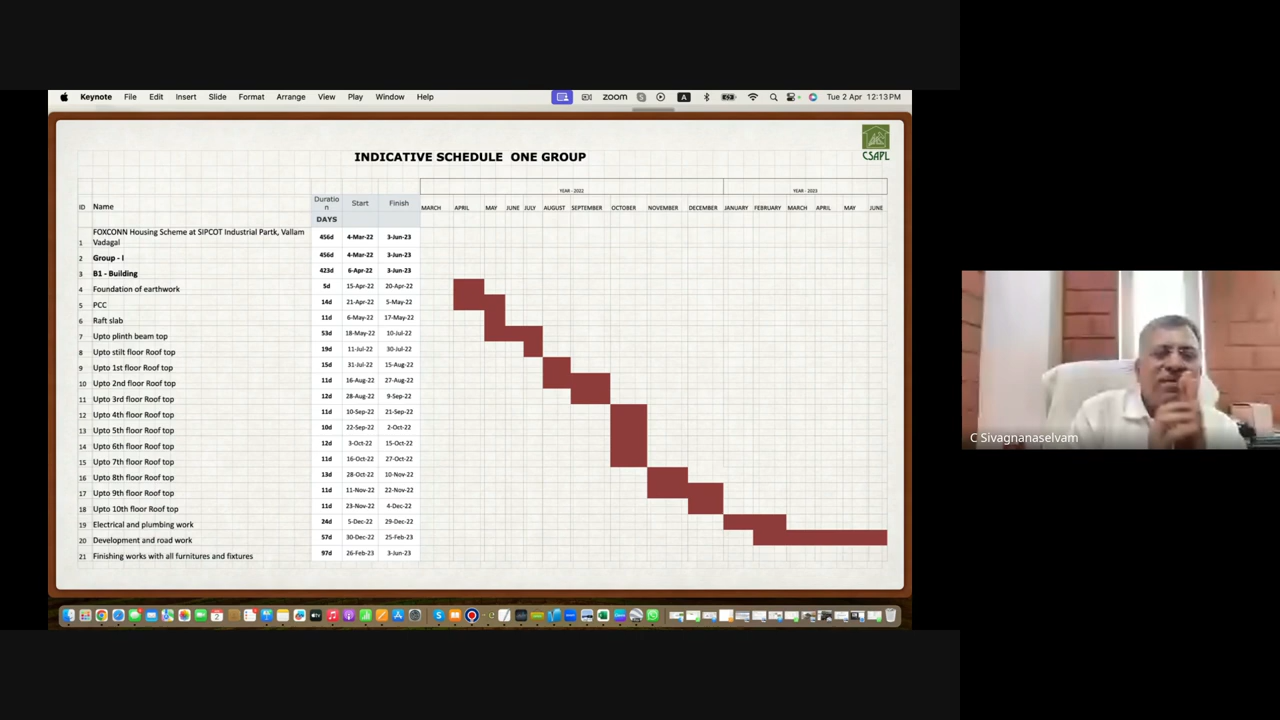 Keynote File Edit Insert Slide Format Arrange View Play Window Help zoom A Tue 2 Apr 12:13 PM
CSAPL
INDICATIVE SCHEDULE ONE GROUP
YEAR - 2022 YEAR - 2023
ID Name Duratio
n Start Finish MARCH APRIL MAY JUNE JULY AUGUST SEPTEMBER OCTOBER NOVEMBER DECEMBER JANUARY FEBRUARY MARCH APRIL MAY JUNE
DAYS
FOXCONN Housing Scheme at SIPCOT Industrial Partk, Vallam
1 Vadagal 456d 4-Mar-22 3-Jun-23
2 Group - I 456d 4-Mar-22 3-Jun-23
3 B1 - Building 423d 6-Apr-22 3-Jun-23
4 Foundation of earthwork 5d 15-Apr-22 20-Apr-22
5 PCC 14d 21-Apr-22 5-May-22
6 Raft slab 11d 6-May-22 17-May-22
7 Upto plinth beam top 53d 18-May-22 10-Jul-22
8 Upto stilt floor Roof top 19d 11-Jul-22 30-Jul-22
9 Upto 1st floor Roof top 15d 31-Jul-22 15-Aug-22
10 Upto 2nd floor Roof top 11d 16-Aug-22 27-Aug-22
11 Upto 3rd floor Roof top 12d 28-Aug-22 9-Sep-22
12 Upto 4th floor Roof top 11d 10-Sep-22 21-Sep-22
13 Upto 5th floor Roof top 10d 22-Sep-22 2-Oct-22
14 Upto 6th floor Roof top 12d 3-Oct-22 15-Oct-22
15 Upto 7th floor Roof top 11d 16-Oct-22 27-Oct-22
16 Upto 8th floor Roof top 13d 28-Oct-22 10-Nov-22
17 Upto 9th floor Roof top 11d 11-Nov-22 22-Nov-22
18 Upto 10th floor Roof top 11d 23-Nov-22 4-Dec-22
19 Electrical and plumbing work 24d 5-Dec-22 29-Dec-22
20 Development and road work 57d 30-Dec-22 25-Feb-23
21 Finishing works with all furnitures and fixtures 97d 26-Feb-23 3-Jun-23
C Sivagnanaselvam